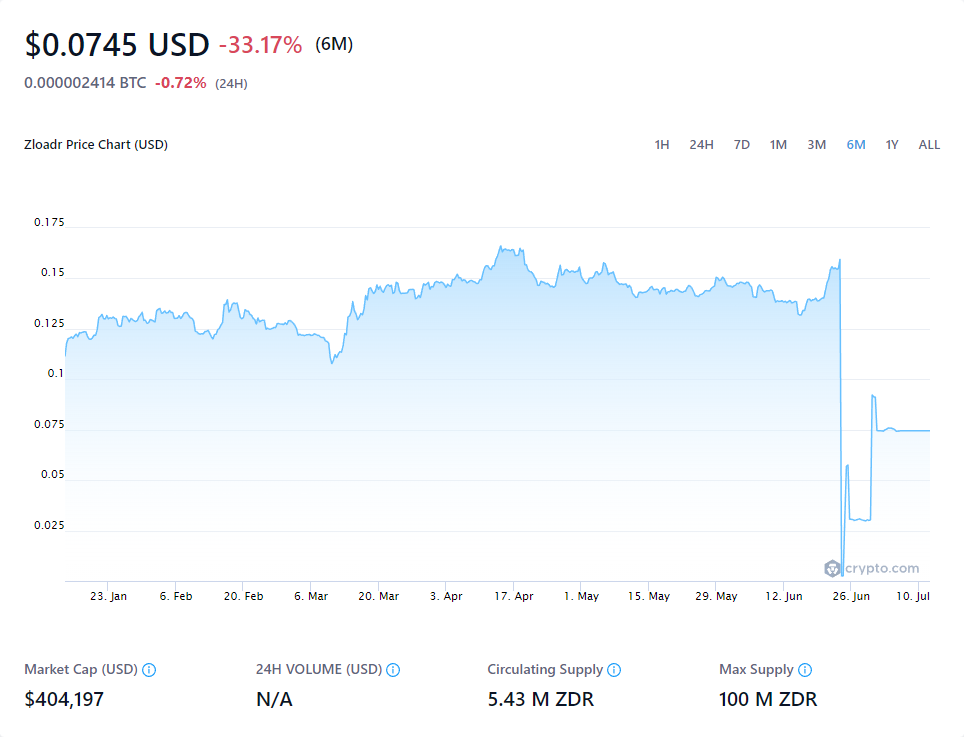 $0.0745 USD -33.17% (6M)
0.000002414 BTC -0.72% (24H)
Zloadr Price Chart (USD) 1H 24H 7D 1M 3M 6M 1Y ALL
0.175
0.15
0.125
0.1
0.075
0.05
0.025
crypto.com
23. Jan 6. Feb 20. Feb 6. Mar 20. Mar 3. Apr 17. Apr 1. May 15. May 29. May 12. Jun 26. Jun 10. Jul
Market Cap (USD) 24H VOLUME (USD) Circulating Supply Max Supply
$404,197 N/A 5.43 M ZDR 100 M ZDR